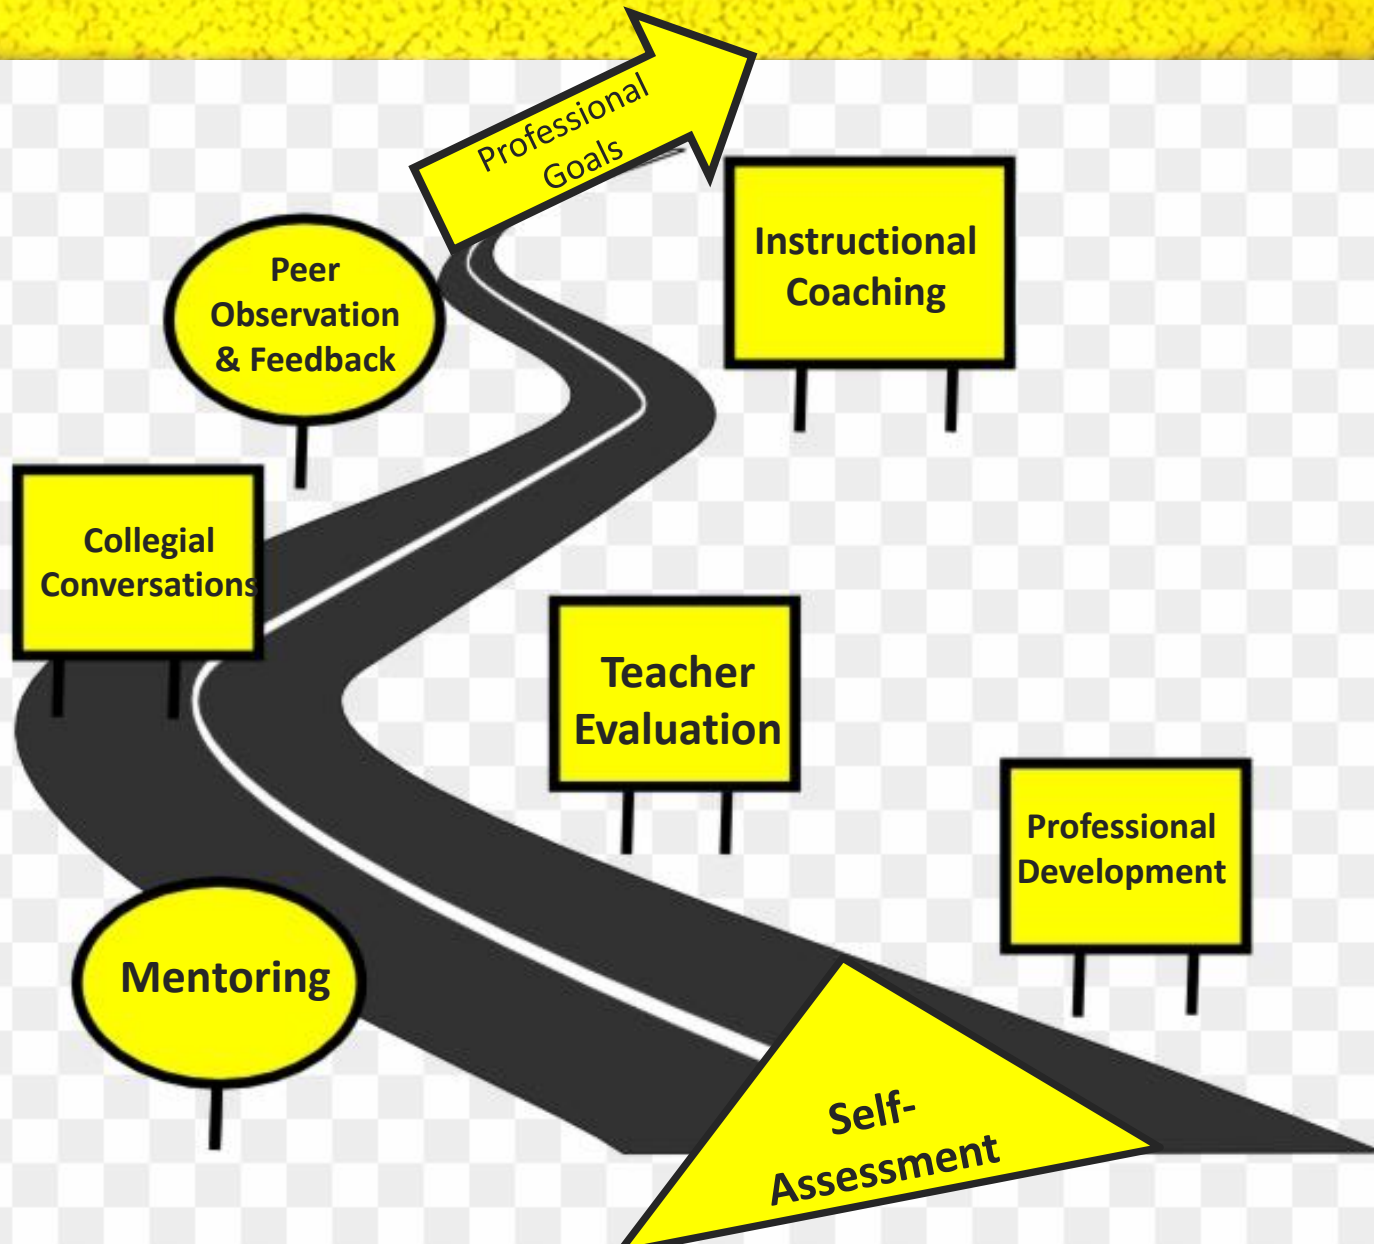 Professional
Goals
Instructional
Coaching
Peer
Observation
& Feedback
Collegial
Conversations
Teacher
Evaluation
Professional
Development
Mentoring
Self-
Assessment